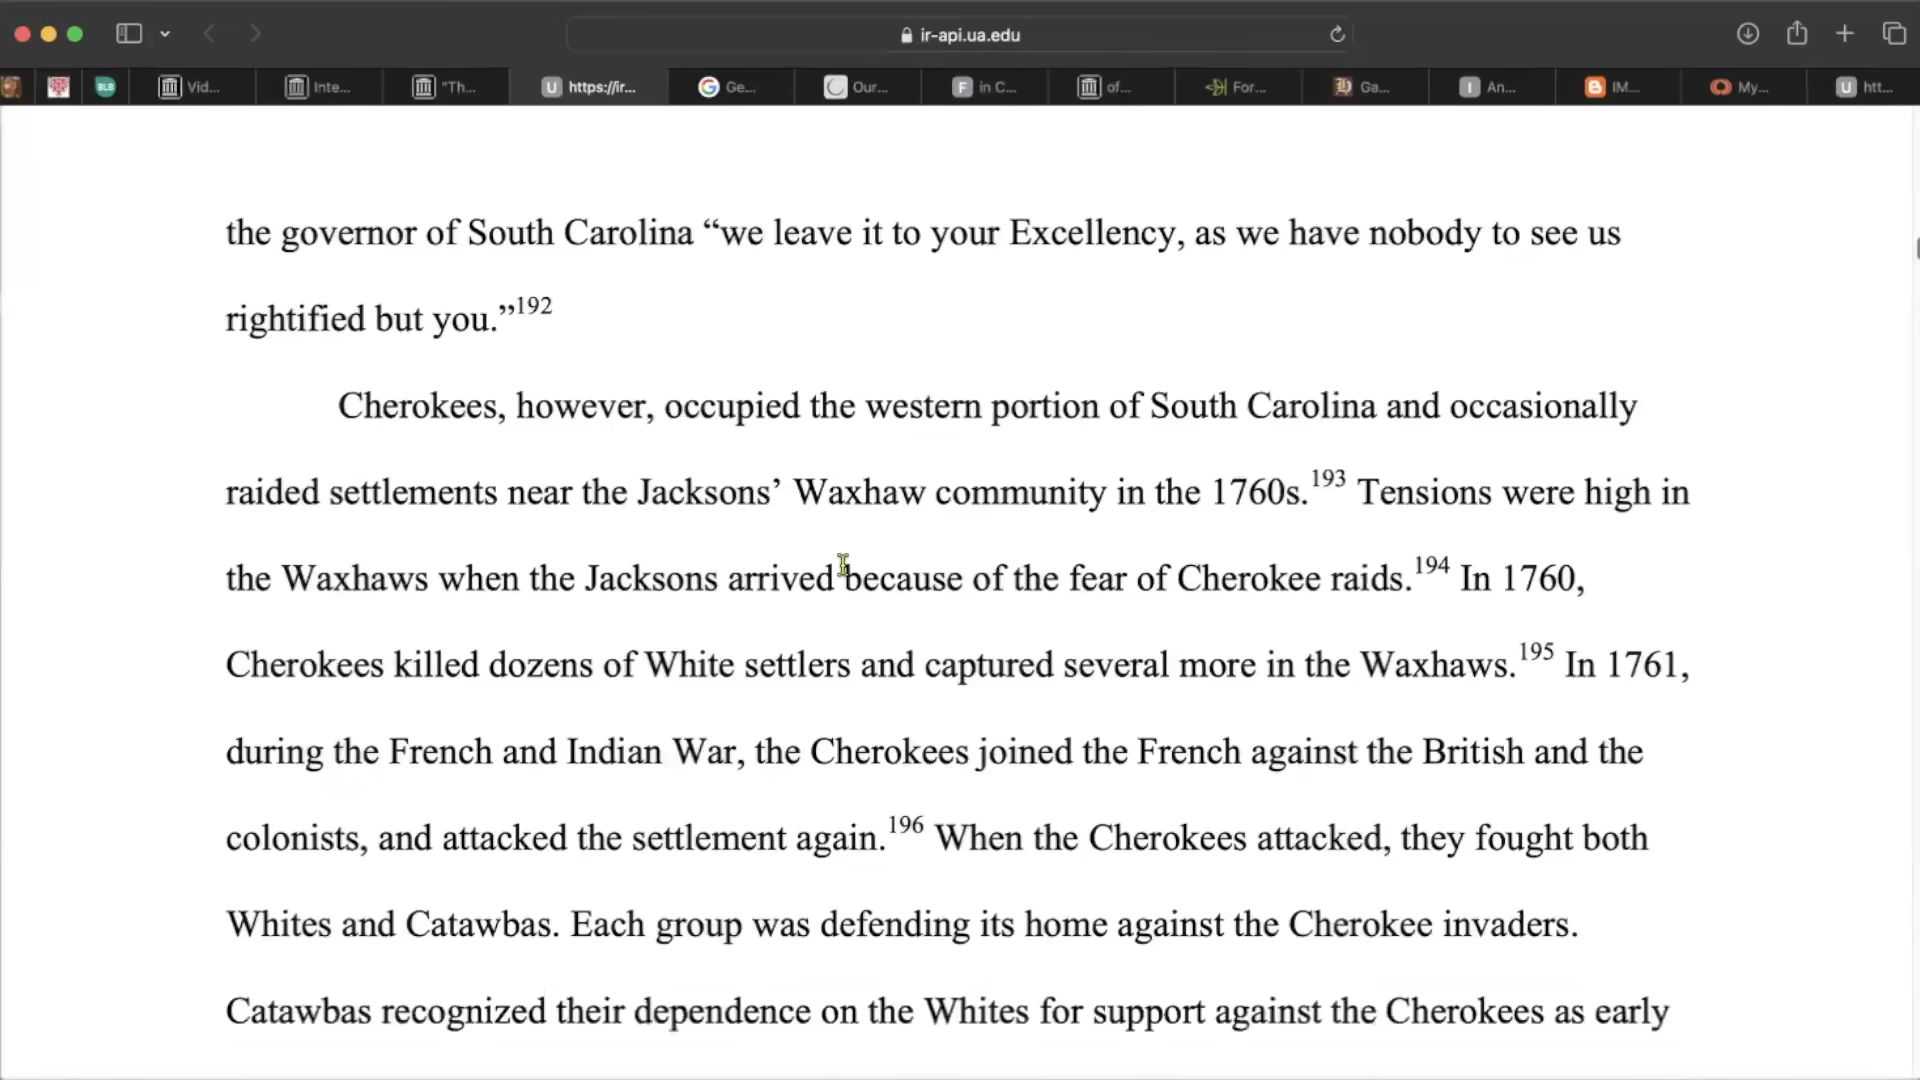 ir-api.ua.edu
BLB
Vid...
Inte...
"Th...
U https://ir...
G Ge...
Our...
F in C...
of...
For...
Ga...
I An...
IM...
My...
U htt...
the governor of South Carolina “we leave it to your Excellency, as we have nobody to see us
rightified but you.”192
Cherokees, however, occupied the western portion of South Carolina and occasionally
raided settlements near the Jacksons’ Waxhaw community in the 1760s.193 Tensions were high in
the Waxhaws when the Jacksons arrived because of the fear of Cherokee raids.194 In 1760,
Cherokees killed dozens of White settlers and captured several more in the Waxhaws.195 In 1761,
during the French and Indian War, the Cherokees joined the French against the British and the
colonists, and attacked the settlement again.196 When the Cherokees attacked, they fought both
Whites and Catawbas. Each group was defending its home against the Cherokee invaders.
Catawbas recognized their dependence on the Whites for support against the Cherokees as early